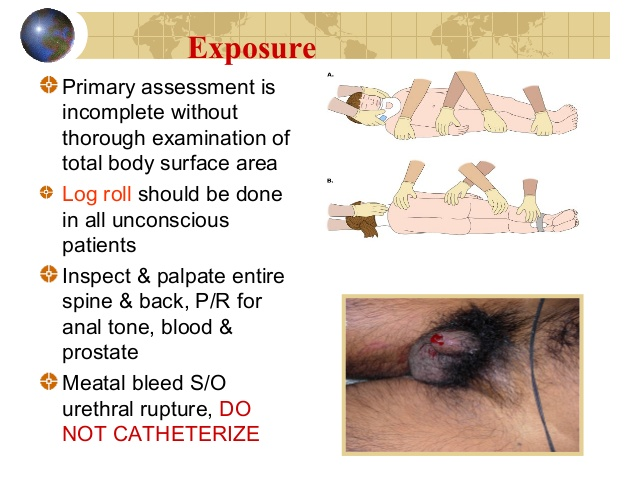 Exposure
Primary assessment is
incomplete without
thorough examination of
total body surface area
Log roll should be done
in all unconscious
patients
Inspect & palpate entire
spine & back, P/R for
anal tone, blood &
prostate
Meatal bleed S/O
urethral rupture, DO
NOT CATHETERIZE
A.
B.